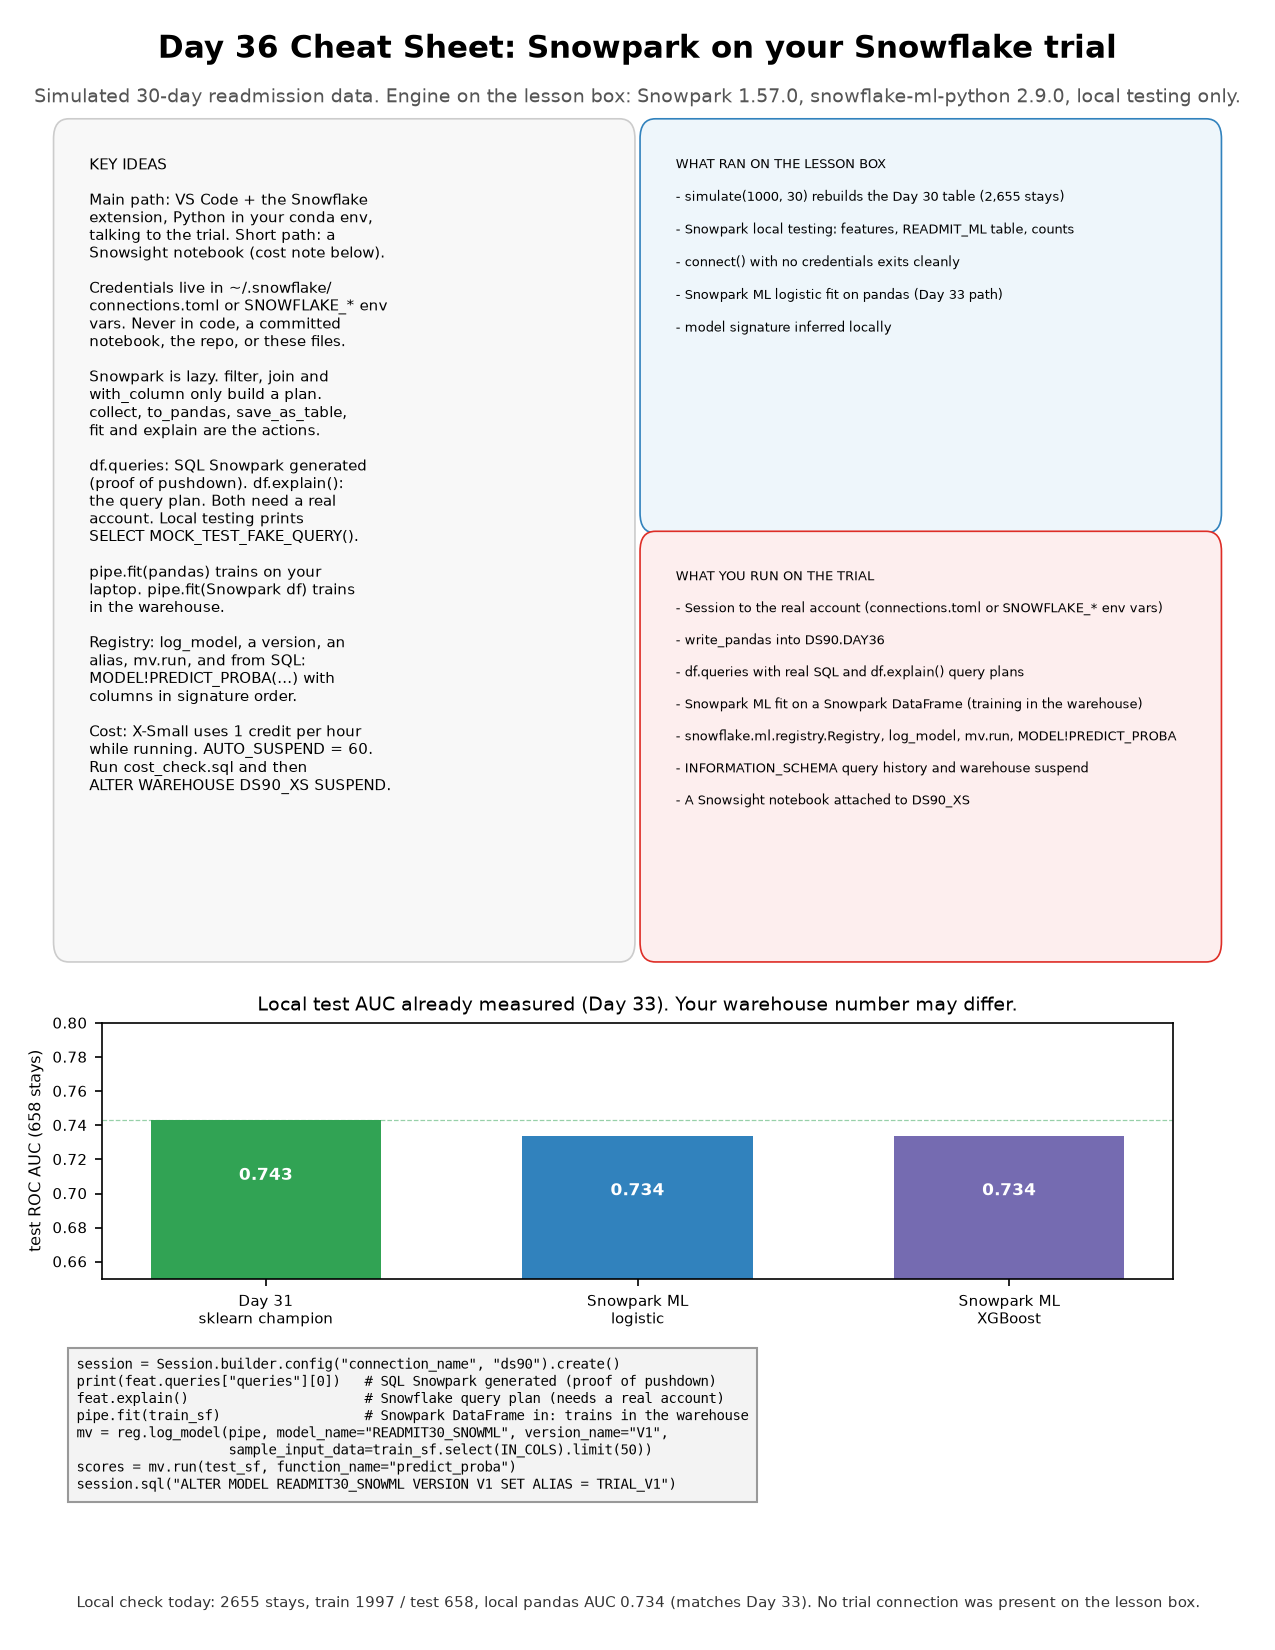 Day 36 Cheat Sheet: Snowpark on your Snowflake trial
Simulated 30-day readmission data. Engine on the lesson box: Snowpark 1.57.0, snowflake-ml-python 2.9.0, local testing only.
KEY IDEAS
Main path: VS Code + the Snowflake
extension, Python in your conda env,
talking to the trial. Short path: a
Snowsight notebook (cost note below).
Credentials live in ~/.snowflake/
connections.toml or SNOWFLAKE_* env
vars. Never in code, a committed
notebook, the repo, or these files.
Snowpark is lazy. filter, join and
with_column only build a plan.
collect, to_pandas, save_as_table,
fit and explain are the actions.
df.queries: SQL Snowpark generated
(proof of pushdown). df.explain():
the query plan. Both need a real
account. Local testing prints
SELECT MOCK_TEST_FAKE_QUERY().
pipe.fit(pandas) trains on your
laptop. pipe.fit(Snowpark df) trains
in the warehouse.
Registry: log_model, a version, an
alias, mv.run, and from SQL:
MODEL!PREDICT_PROBA(...) with
columns in signature order.
Cost: X-Small uses 1 credit per hour
while running. AUTO_SUSPEND = 60.
Run cost_check.sql and then
ALTER WAREHOUSE DS90_XS SUSPEND.
WHAT RAN ON THE LESSON BOX
- simulate(1000, 30) rebuilds the Day 30 table (2,655 stays)
- Snowpark local testing: features, READMIT_ML table, counts
- connect() with no credentials exits cleanly
- Snowpark ML logistic fit on pandas (Day 33 path)
- model signature inferred locally
WHAT YOU RUN ON THE TRIAL
- Session to the real account (connections.toml or SNOWFLAKE_* env vars)
- write_pandas into DS90.DAY36
- df.queries with real SQL and df.explain() query plans
- Snowpark ML fit on a Snowpark DataFrame (training in the warehouse)
- snowflake.ml.registry.Registry, log_model, mv.run, MODEL!PREDICT_PROBA
- INFORMATION_SCHEMA query history and warehouse suspend
- A Snowsight notebook attached to DS90_XS
Local test AUC already measured (Day 33). Your warehouse number may differ.
test ROC AUC (658 stays)
0.80
0.78
0.76
0.74
0.72
0.70
0.68
0.66
0.743
0.734
0.734
Day 31
sklearn champion
Snowpark ML
logistic
Snowpark ML
XGBoost
session = Session.builder.config("connection_name", "ds90").create()
print(feat.queries["queries"][0])   # SQL Snowpark generated (proof of pushdown)
feat.explain()                      # Snowflake query plan (needs a real account)
pipe.fit(train_sf)                  # Snowpark DataFrame in: trains in the warehouse
mv = reg.log_model(pipe, model_name="READMIT30_SNOWML", version_name="V1",
                   sample_input_data=train_sf.select(IN_COLS).limit(50))
scores = mv.run(test_sf, function_name="predict_proba")
session.sql("ALTER MODEL READMIT30_SNOWML VERSION V1 SET ALIAS = TRIAL_V1")
Local check today: 2655 stays, train 1997 / test 658, local pandas AUC 0.734 (matches Day 33). No trial connection was present on the lesson box.